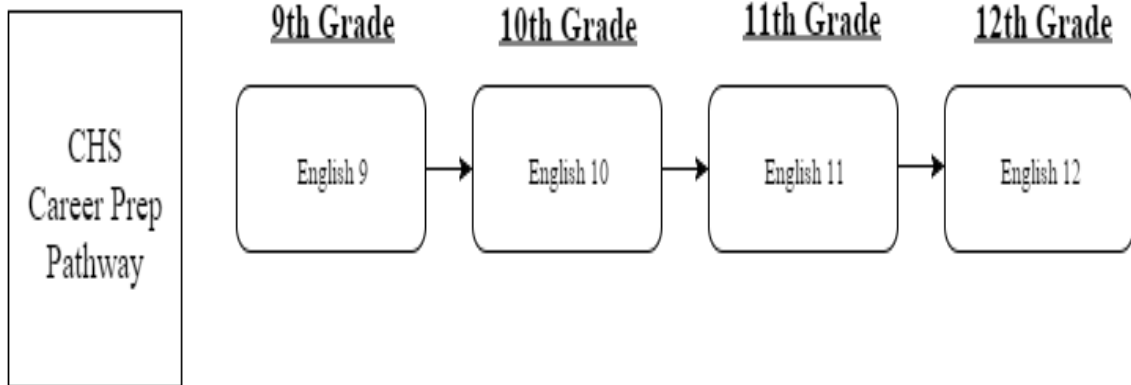 9th Grade
10th Grade
11th Grade
12th Grade
CHS
Career Prep
Pathway
English 9
English 10
English 11
English 12